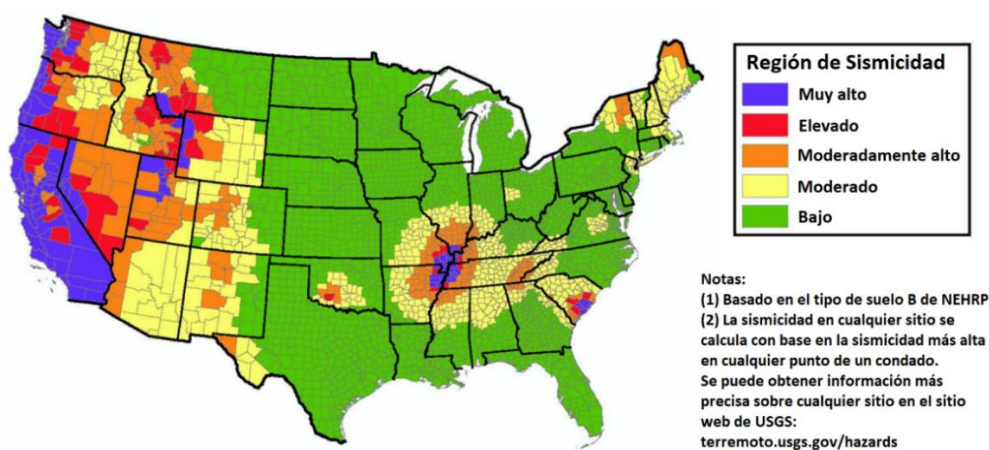 Región de Sismicidad
Muy alto
Elevado
Moderadamente alto
Moderado
Bajo
Notas:
(1) Basado en el tipo de suelo B de NEHRP
(2) La sismicidad en cualquier sitio se
calcula con base en la sismicidad más alta
en cualquier punto de un condado.
Se puede obtener información más
precisa sobre cualquier sitio en el sitio
web de USGS:
terremoto.usgs.gov/hazards